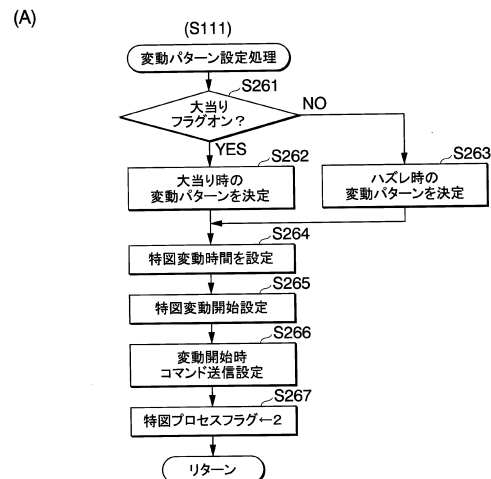 (A)
(S111)
変動パターン設定処理
S261
大当り
フラグオン？
NO
YES
S262
大当り時の
変動パターンを決定
S263
ハズレ時の
変動パターンを決定
S264
特図変動時間を設定
S265
特図変動開始設定
S266
変動開始時
コマンド送信設定
S267
特図プロセスフラグ←2
リターン